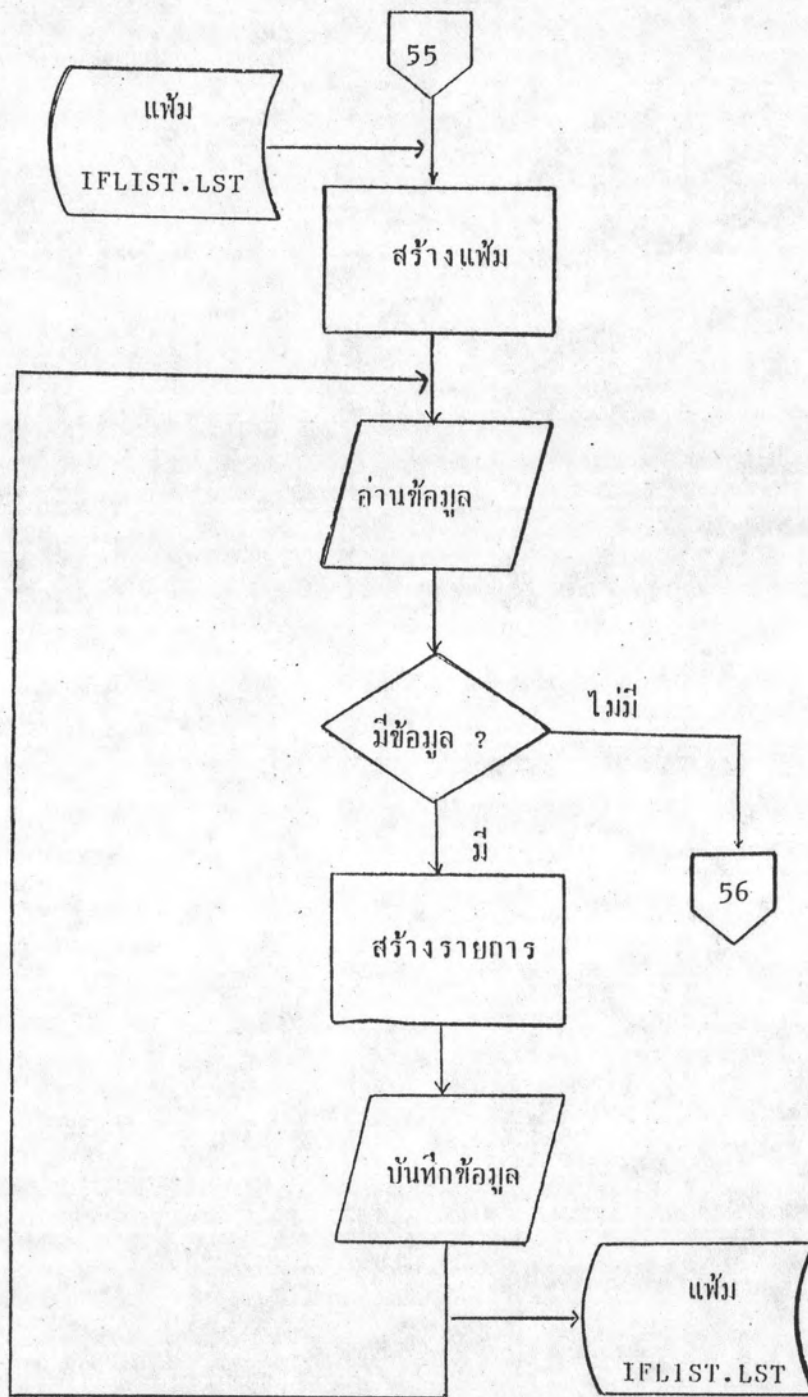 55
แฟ้ม
IFLIST.LST
สร้างแฟ้ม
อ่านข้อมูล
มีข้อมูล ?
ไม่มี
มี
56
สร้างรายการ
บันทึกข้อมูล
แฟ้ม
IFL1ST.LST